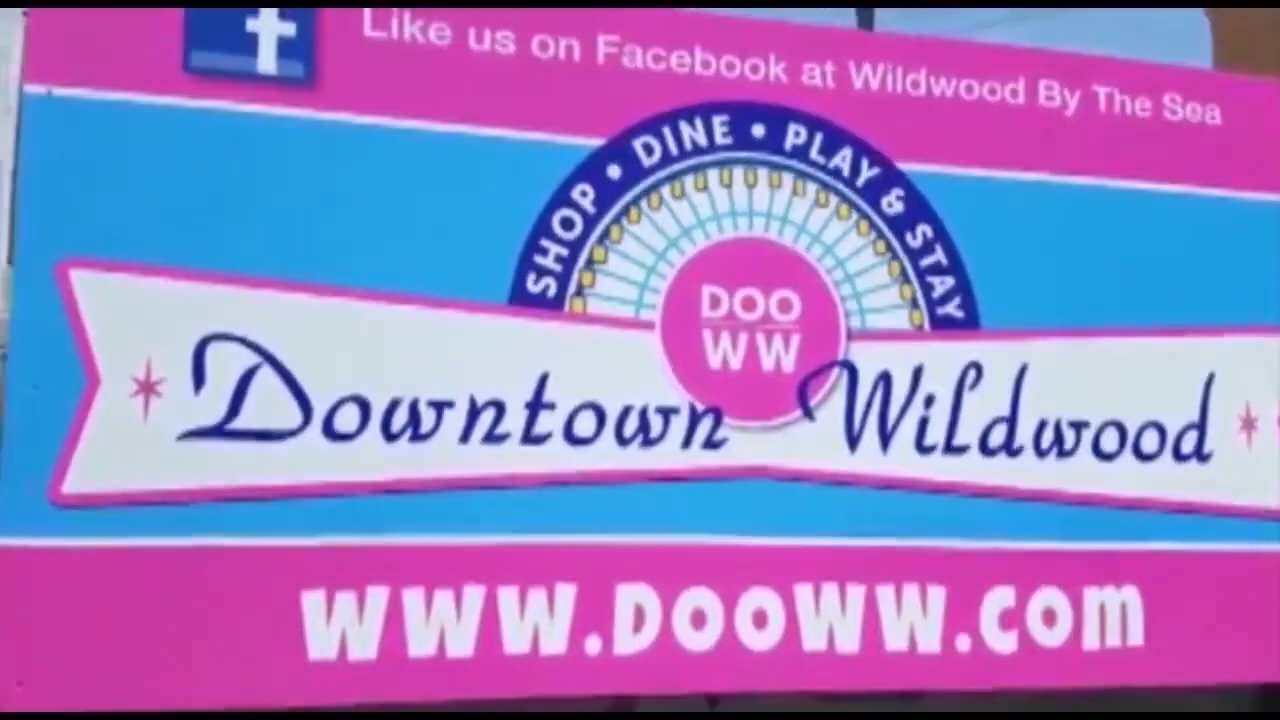 Like us on Facebook at Wildwood By The Sea
SHOP • DINE • PLAY & STAY
DOO
WW
Downtown Wildwood
www.DOOWW.com